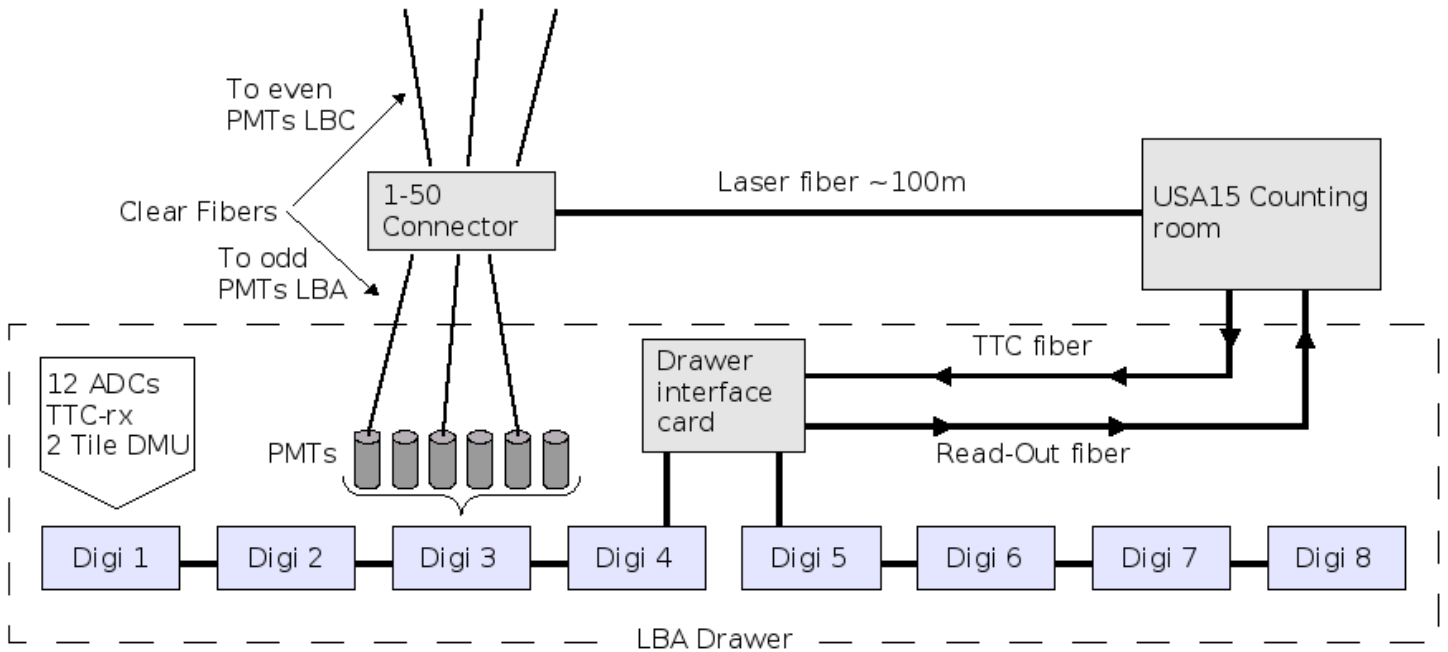 To even
PMTs LBC
Clear Fibers
To odd
PMTs LBA
1-50
Connector
Laser fiber ~100m
USA15 Counting
room
12 ADCs
TTC-rx
2 Tile DMU
PMTs
Drawer
interface
card
TTC fiber
Read-Out fiber
Digi 1
Digi 2
Digi 3
Digi 4
Digi 5
Digi 6
Digi 7
Digi 8
LBA Drawer